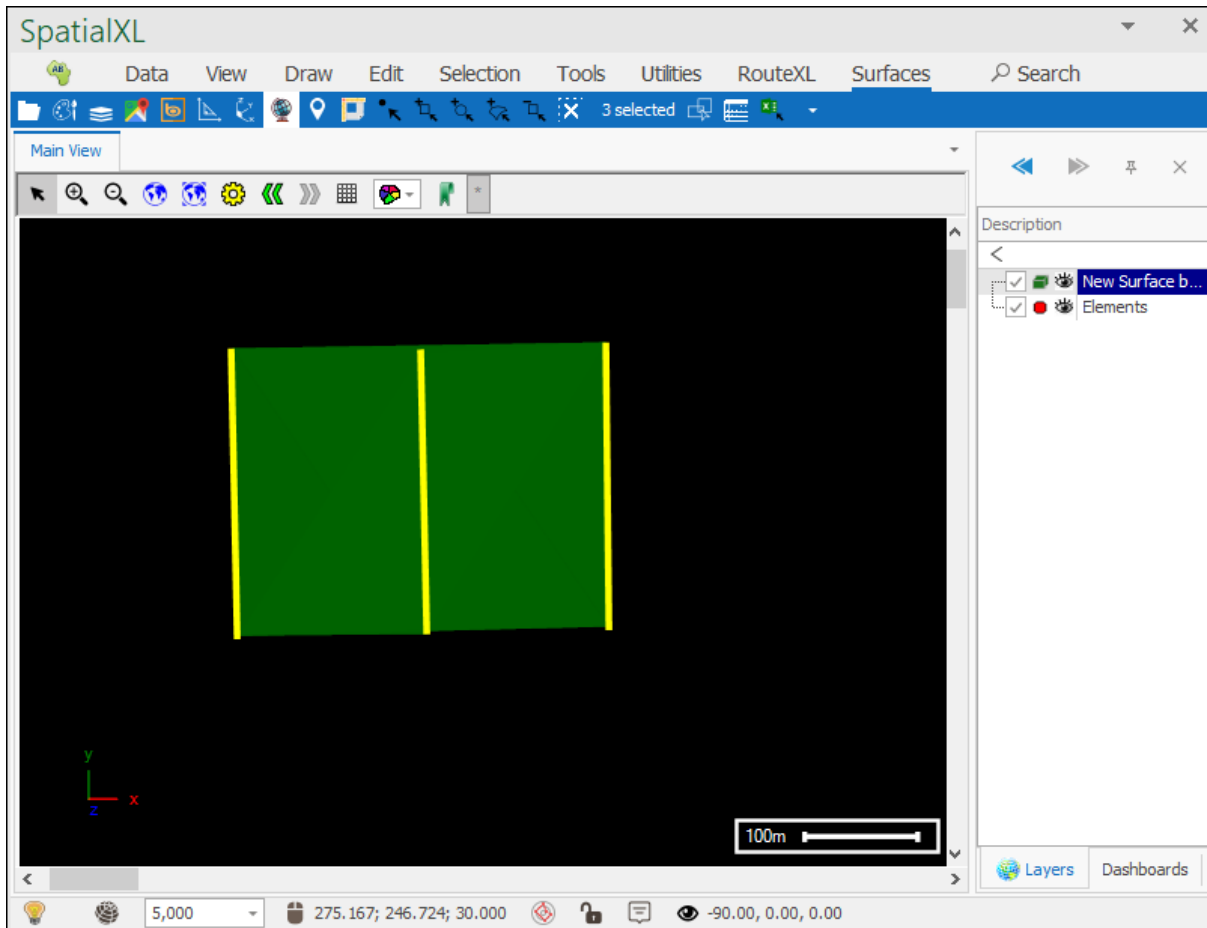 SpatialXL
AB Data View Draw Edit Selection Tools Utilities RouteXL Surfaces Search
3 selected
Main View
Description
New Surface b...
Elements
y
x
z
100m
Layers Dashboards
5,000 275.167; 246.724; 30.000 -90.00, 0.00, 0.00